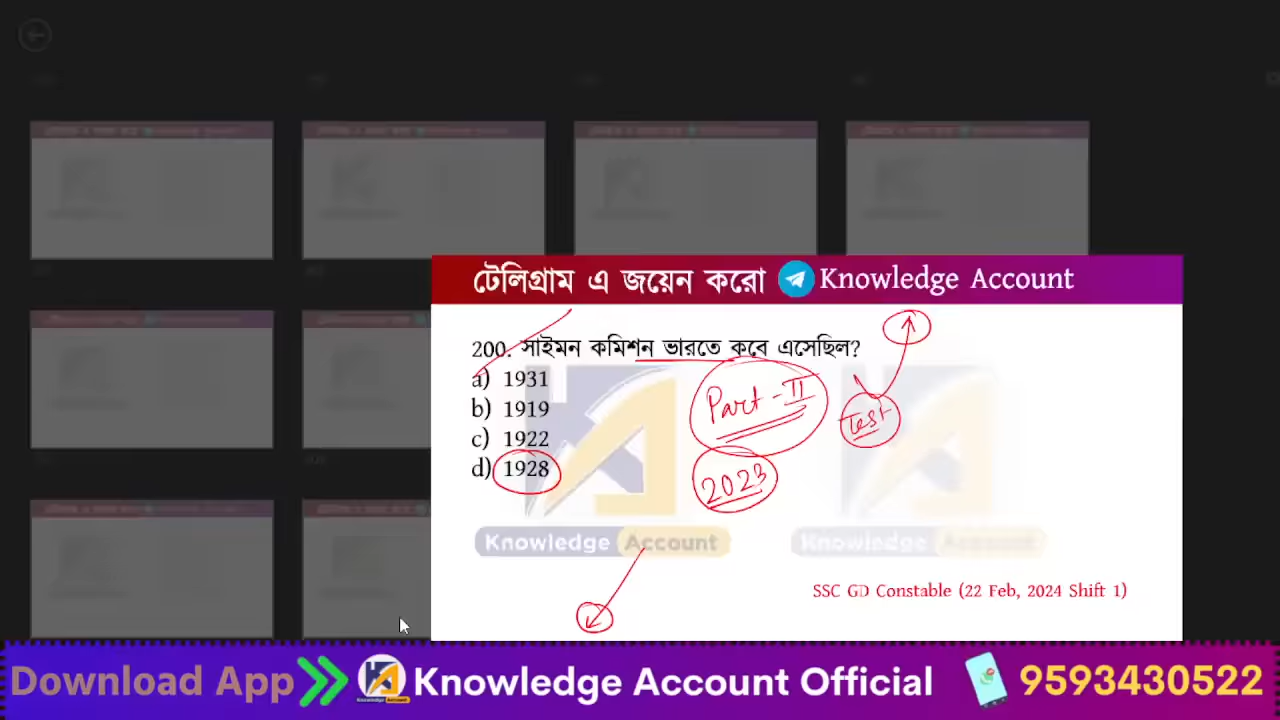 টেলিগ্রাম এ জয়েন করো Knowledge Account
200. সাইমন কমিশন ভারতে কবে এসেছিল?
a) 1931
b) 1919
c) 1922
d) 1928
Part - II
Test
2023
Knowledge Account
Knowledge Account
SSC GD Constable (22 Feb, 2024 Shift 1)
Download App Knowledge Account Official 9593430522